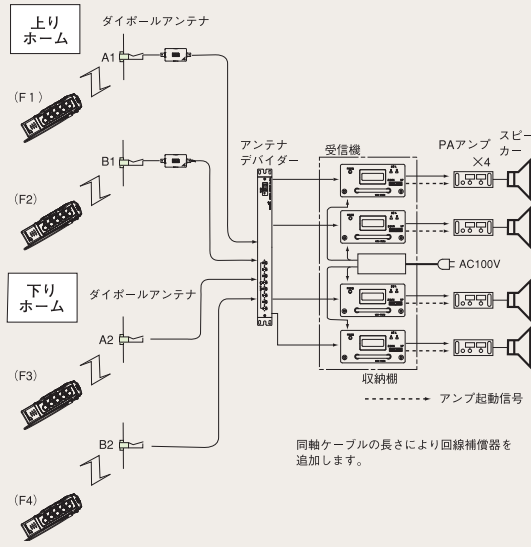 上り
ホーム
ダイポールアンテナ
A1
(F1)
B1
(F2)
アンテナ
デバイダー
受信機
PAアンプ
×4
スピー
カー
AC100V
下り
ホーム
ダイポールアンテナ
A2
(F3)
B2
(F4)
収納棚
アンプ起動信号
同軸ケーブルの長さにより回線補償器を
追加します。